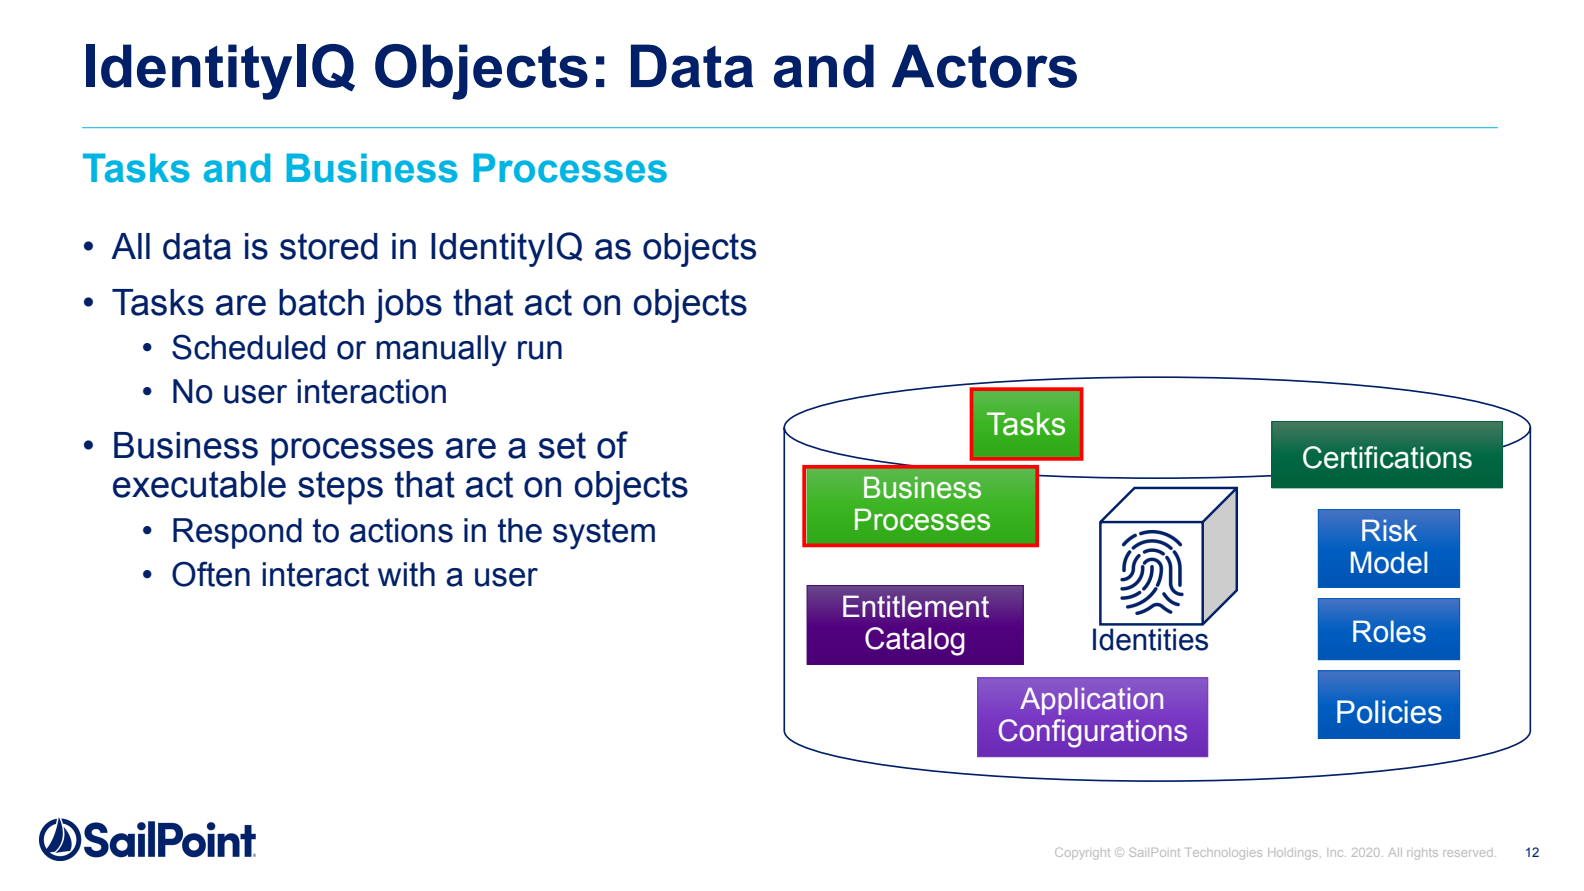 IdentityIQ Objects: Data and Actors
Tasks and Business Processes
• All data is stored in IdentityIQ as objects
• Tasks are batch jobs that act on objects
• Scheduled or manually run
• No user interaction
• Business processes are a set of
executable steps that act on objects
• Respond to actions in the system
• Often interact with a user
Tasks
Certifications
Business
Processes
Risk
Model
Entitlement
Catalog
Identities
Roles
Application
Configurations
Policies
SailPoint
Copyright © SailPoint Technologies Holdings, Inc. 2020. All rights reserved.
12